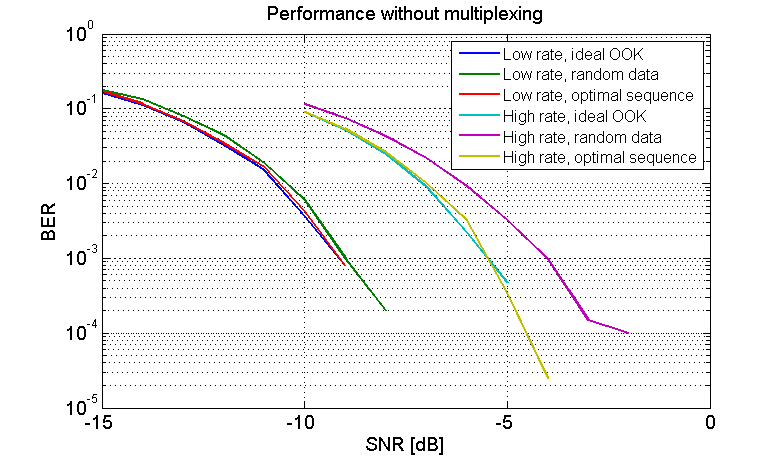 Performance without multiplexing
10^0
10^-1
10^-2
10^-3
10^-4
10^-5
BER
Low rate, ideal OOK
Low rate, random data
Low rate, optimal sequence
High rate, ideal OOK
High rate, random data
High rate, optimal sequence
-15
-10
-5
0
SNR [dB]